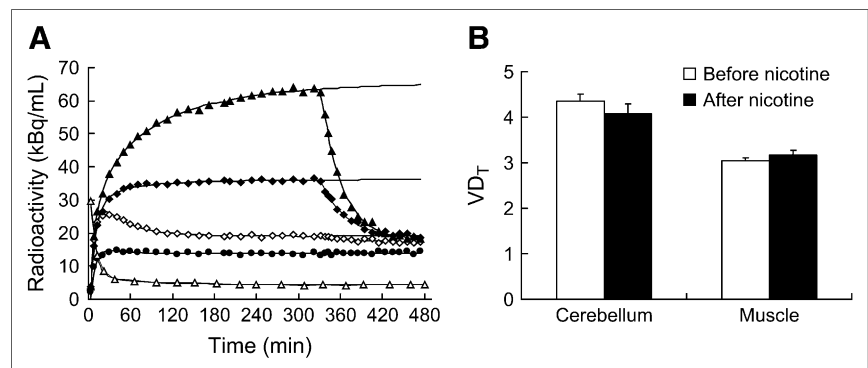 A
70
60
50
40
30
20
10
0
0 60 120 180 240 300 360 420 480
Radioactivity (kBq/mL)
Time (min)
B
5
4
3
2
1
0
VDT
Before nicotine
After nicotine
Cerebellum Muscle